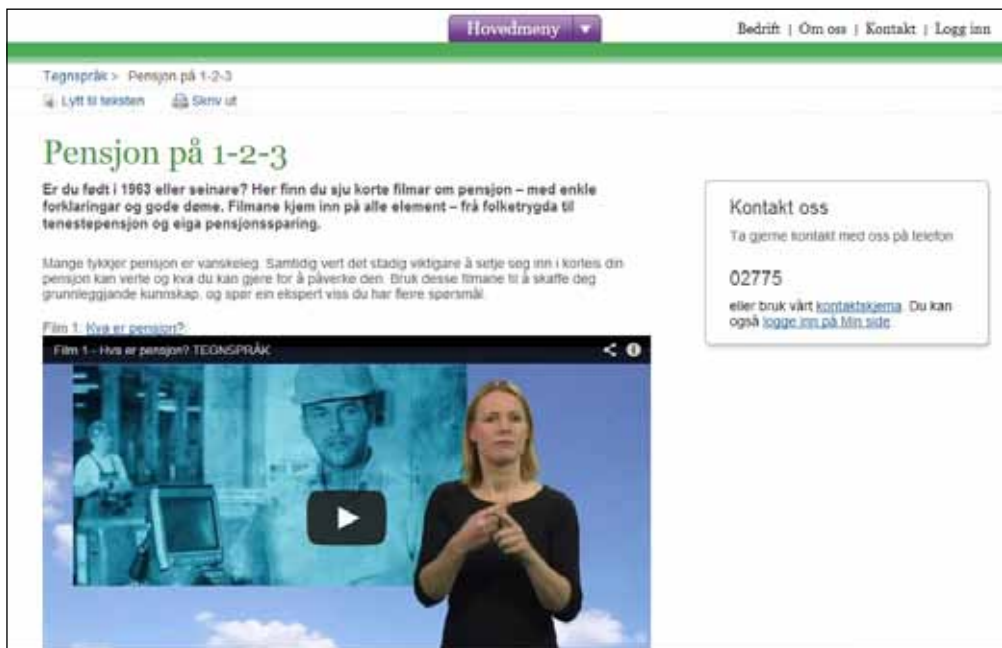 Hovedmeny
Bedrift | Om oss | Kontakt | Logg inn
Tegnspråk > Pensjon på 1-2-3
Lytt til teksten Skriv ut
Pensjon på 1-2-3
Er du født i 1963 eller seinare? Her finn du sju korte filmar om pensjon – med enkle
forklaringar og gode døme. Filmane kjem inn på alle element – frå folketrygda til
tenestepensjon og eiga pensjonssparing.
Mange tykkjer pensjon er vanskeleg. Samtidig vert det stadig viktigare å setje seg inn i korleis din
pensjon kan verte og kva du kan gjere for å påverke den. Bruk desse filmane til å skaffe deg
grunnleggjande kunnskap, og spør ein ekspert viss du har fleire spørsmål.
Film 1: Kva er pensjon?:
Film 1 - Hva er pensjon? TEGNSPRÅK
Kontakt oss
Ta gjerne kontakt med oss på telefon
02775
eller bruk vårt kontaktskjema. Du kan
også logge inn på Min side.